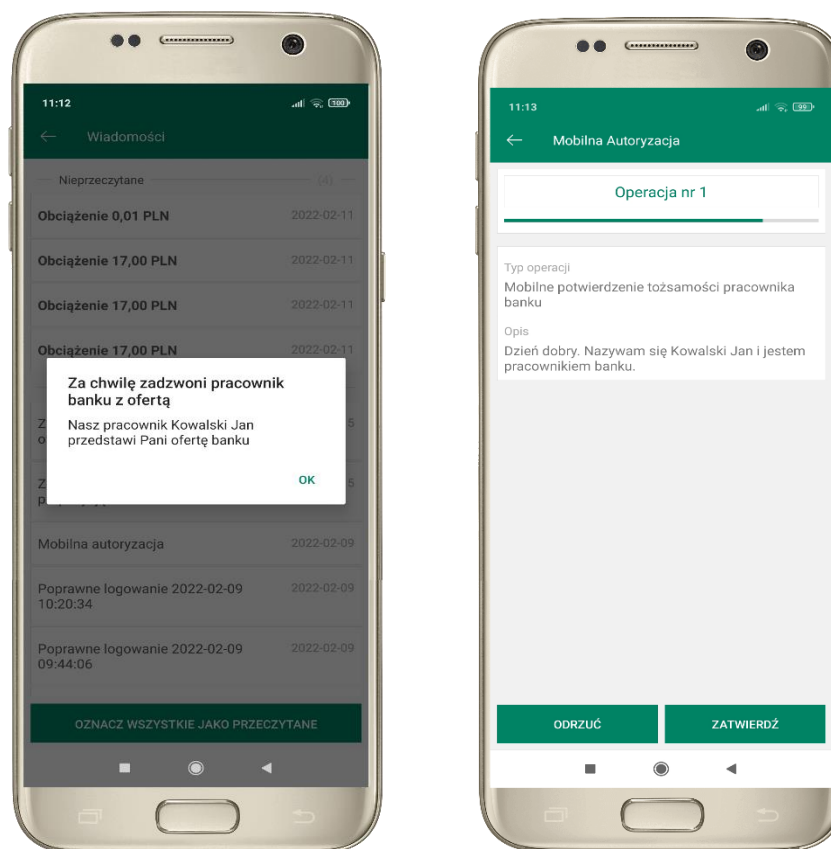 11:12
100
Wiadomości
Nieprzeczytane (4)
Obciążenie 0,01 PLN 2022-02-11
Obciążenie 17,00 PLN 2022-02-11
Obciążenie 17,00 PLN 2022-02-11
Obciążenie 17,00 PLN 2022-02-11
Za chwilę zadzwoni pracownik
banku z ofertą
Nasz pracownik Kowalski Jan
przedstawi Pani ofertę banku
OK
Mobilna autoryzacja 2022-02-09
Poprawne logowanie 2022-02-09 2022-02-09
10:20:34
Poprawne logowanie 2022-02-09 2022-02-09
09:44:06
OZNACZ WSZYSTKIE JAKO PRZECZYTANE
11:13
99
Mobilna Autoryzacja
Operacja nr 1
Typ operacji
Mobilne potwierdzenie tożsamości pracownika
banku
Opis
Dzień dobry. Nazywam się Kowalski Jan i jestem
pracownikiem banku.
ODRZUĆ ZATWIERDŹ